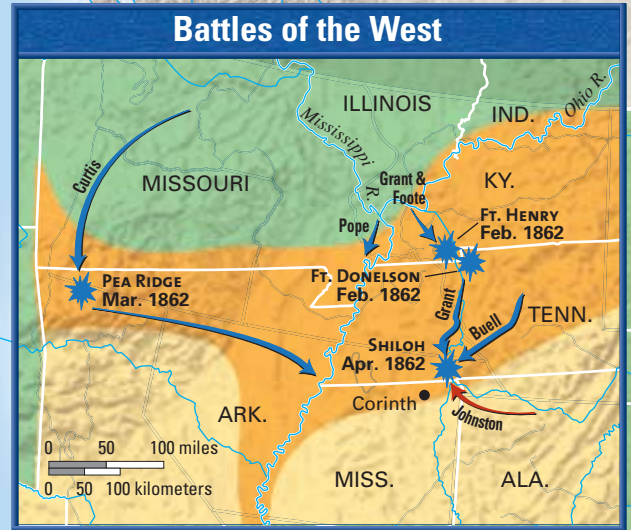 Battles of the West
ILLINOIS
IND.
Ohio R.
Mississippi
R.
MISSOURI
Curtis
Grant &
Foote
KY.
Pope
FT. HENRY
Feb. 1862
PEA RIDGE
Mar. 1862
FT. DONELSON
Feb. 1862
Grant
Buell
TENN.
SHILOH
Apr. 1862
ARK.
Corinth
Johnston
0 50 100 miles
0 50 100 kilometers
MISS.
ALA.